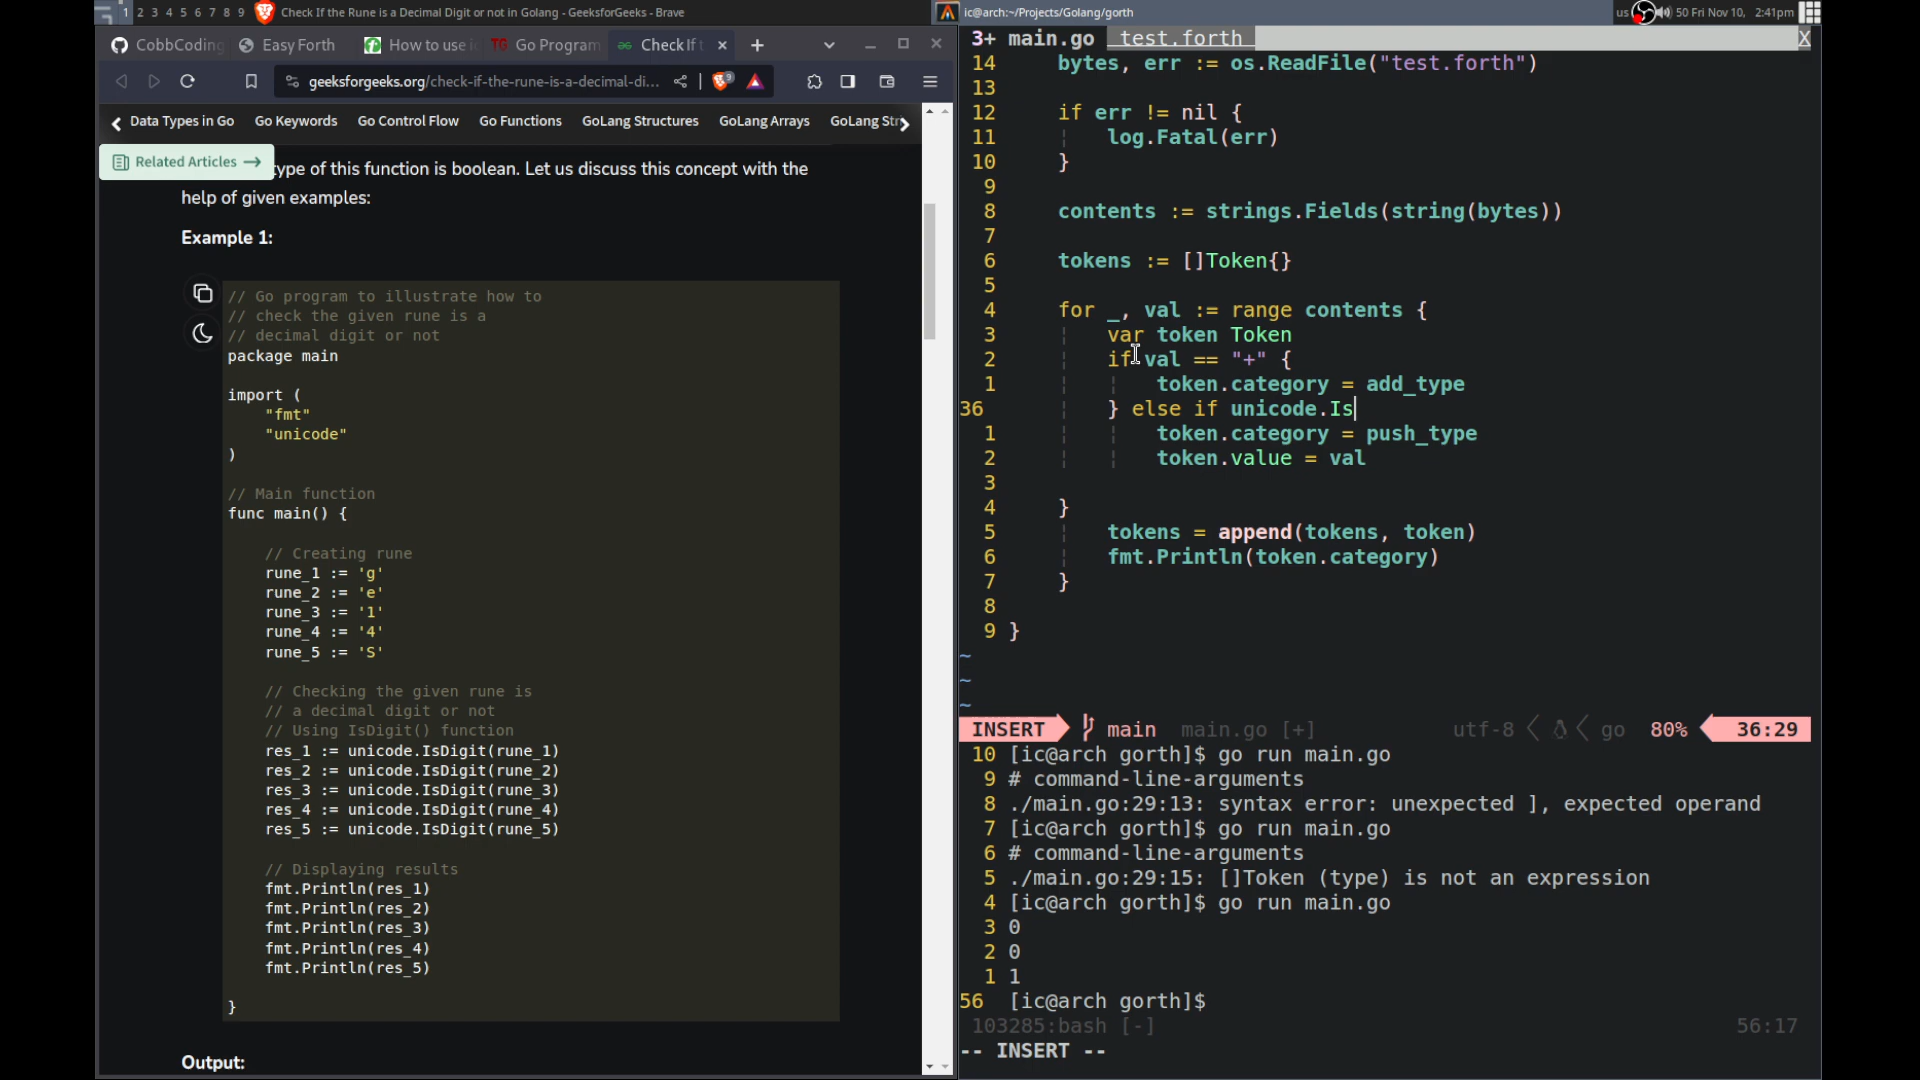 1 2 3 4 5 6 7 8 9 Check If the Rune is a Decimal Digit or not in Golang - GeeksforGeeks - Brave
ic@arch:~/Projects/Golang/gorth
us 50 Fri Nov 10, 2:41pm
CobbCoding Easy Forth How to use i TG Go Program Check If t
geeksforgeeks.org/check-if-the-rune-is-a-decimal-di... 9
Data Types in Go Go Keywords Go Control Flow Go Functions GoLang Structures GoLang Arrays GoLang Str
Related Articles
type of this function is boolean. Let us discuss this concept with the
help of given examples:
Example 1:
// Go program to illustrate how to
// check the given rune is a
// decimal digit or not
package main
import (
"fmt"
"unicode"
)
// Main function
func main() {
// Creating rune
rune_1 := 'g'
rune_2 := 'e'
rune_3 := '1'
rune_4 := '4'
rune_5 := 'S'
// Checking the given rune is
// a decimal digit or not
// Using IsDigit() function
res_1 := unicode.IsDigit(rune_1)
res_2 := unicode.IsDigit(rune_2)
res_3 := unicode.IsDigit(rune_3)
res_4 := unicode.IsDigit(rune_4)
res_5 := unicode.IsDigit(rune_5)
// Displaying results
fmt.Println(res_1)
fmt.Println(res_2)
fmt.Println(res_3)
fmt.Println(res_4)
fmt.Println(res_5)
}
Output:
3+ main.go test.forth X
14 bytes, err := os.ReadFile("test.forth")
13
12 if err != nil {
11 log.Fatal(err)
10 }
9
8 contents := strings.Fields(string(bytes))
7
6 tokens := []Token{}
5
4 for _, val := range contents {
3 var token Token
2 if val == "+" {
1 token.category = add_type
36 } else if unicode.Is
1 token.category = push_type
2 token.value = val
3
4 }
5 tokens = append(tokens, token)
6 fmt.Println(token.category)
7 }
8
9 }
~
~
~
INSERT main main.go [+] utf-8 go 80% 36:29
10 [ic@arch gorth]$ go run main.go
9 # command-line-arguments
8 ./main.go:29:13: syntax error: unexpected ], expected operand
7 [ic@arch gorth]$ go run main.go
6 # command-line-arguments
5 ./main.go:29:15: []Token (type) is not an expression
4 [ic@arch gorth]$ go run main.go
3 0
2 0
1 1
56 [ic@arch gorth]$
103285:bash [-] 56:17
-- INSERT --